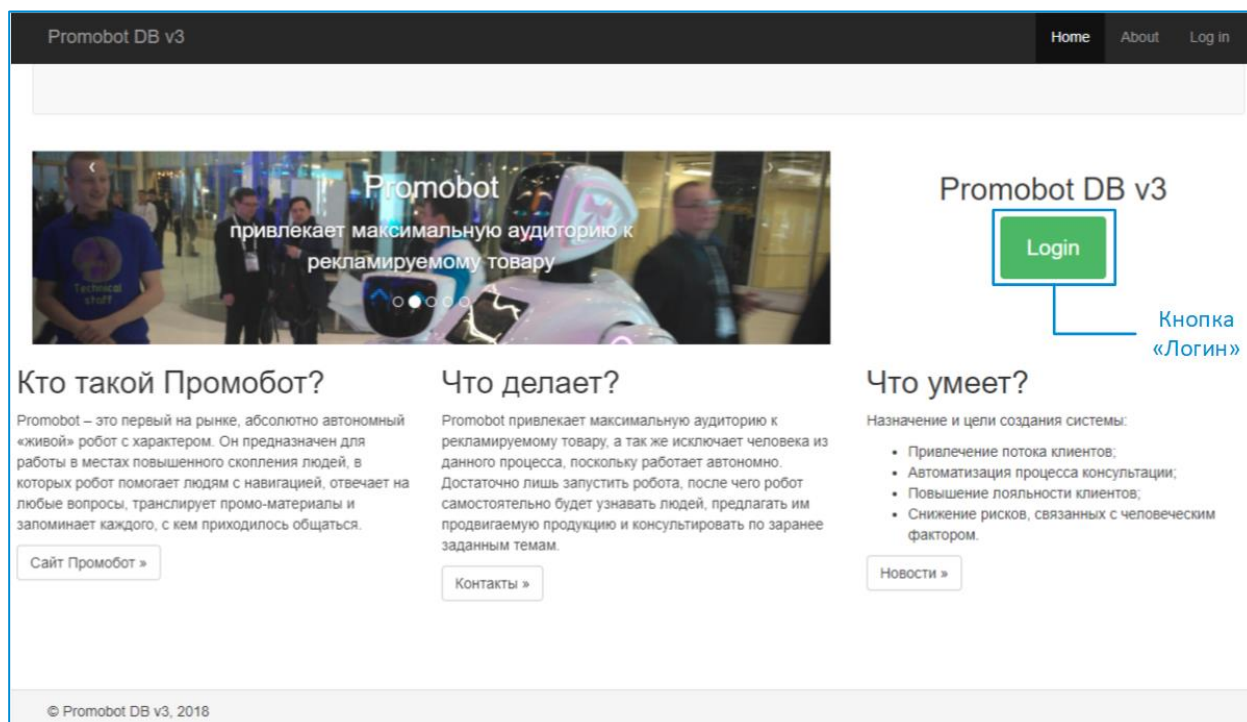 Promobot DB v3
Home
About
Log in
Promobot
привлекает максимальную аудиторию к
рекламируемому товару
Technical
staff
Promobot DB v3
Login
Кнопка
«Логин»
Кто такой Промобот?
Promobot – это первый на рынке, абсолютно автономный
«живой» робот с характером. Он предназначен для
работы в местах повышенного скопления людей, в
которых робот помогает людям с навигацией, отвечает на
любые вопросы, транслирует промо-материалы и
запоминает каждого, с кем приходилось общаться.
Сайт Промобот »
Что делает?
Promobot привлекает максимальную аудиторию к
рекламируемому товару, а так же исключает человека из
данного процесса, поскольку работает автономно.
Достаточно лишь запустить робота, после чего робот
самостоятельно будет узнавать людей, предлагать им
продвигаемую продукцию и консультировать по заранее
заданным темам.
Контакты »
Что умеет?
Назначение и цели создания системы:
• Привлечение потока клиентов;
• Автоматизация процесса консультации;
• Повышение лояльности клиентов;
• Снижение рисков, связанных с человеческим
фактором.
Новости »
© Promobot DB v3, 2018